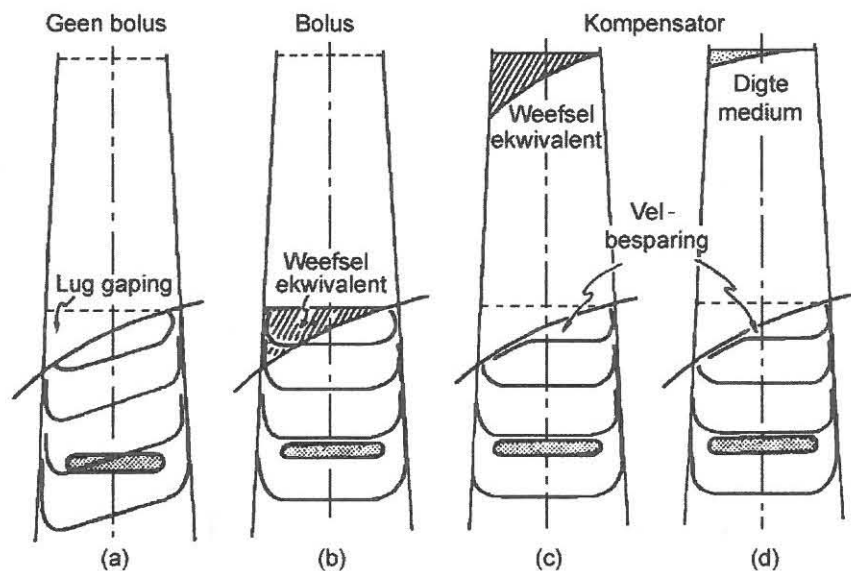 Geen bolus
Bolus
Kompensator
Lug gaping
Weefsel
ekwivalent
Weefsel
ekwivalent
Digte
medium
Vel -
besparing
(a)
(b)
(c)
(d)